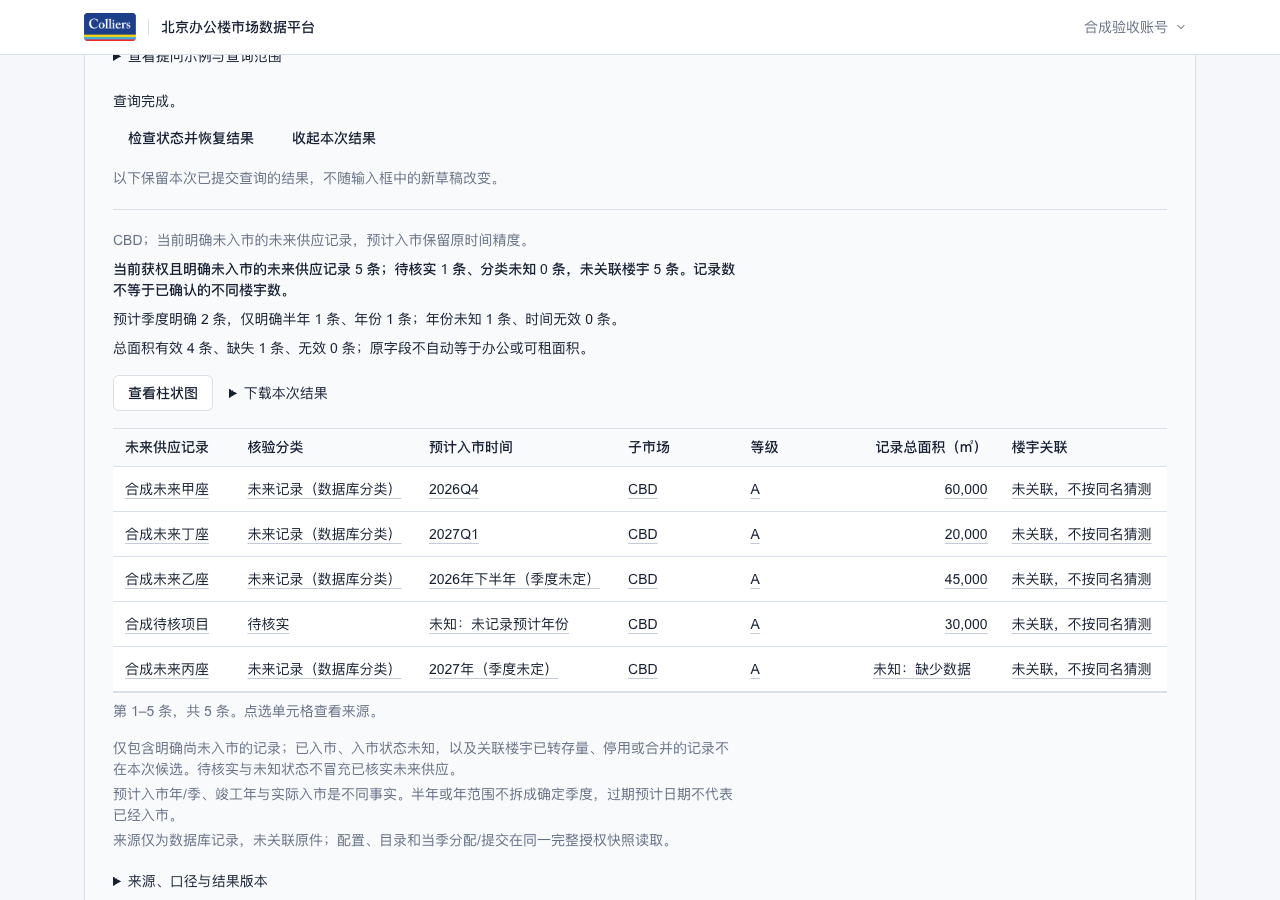 Colliers 北京办公楼市场数据平台 合成验收账号
查看提问示例与查询范围
查询完成。
检查状态并恢复结果 收起本次结果
以下保留本次已提交查询的结果，不随输入框中的新草稿改变。
CBD；当前明确未入市的未来供应记录，预计入市保留原时间精度。
当前获权且明确未入市的未来供应记录 5 条；待核实 1 条、分类未知 0 条，未关联楼宇 5 条。记录数
不等于已确认的不同楼宇数。
预计季度明确 2 条，仅明确半年 1 条、年份 1 条；年份未知 1 条、时间无效 0 条。
总面积有效 4 条、缺失 1 条、无效 0 条；原字段不自动等于办公或可租面积。
查看柱状图 下载本次结果
未来供应记录 核验分类 预计入市时间 子市场 等级 记录总面积（㎡） 楼宇关联
合成未来甲座 未来记录（数据库分类） 2026Q4 CBD A 60,000 未关联，不按同名猜测
合成未来丁座 未来记录（数据库分类） 2027Q1 CBD A 20,000 未关联，不按同名猜测
合成未来乙座 未来记录（数据库分类） 2026年下半年（季度未定） CBD A 45,000 未关联，不按同名猜测
合成待核项目 待核实 未知：未记录预计年份 CBD A 30,000 未关联，不按同名猜测
合成未来丙座 未来记录（数据库分类） 2027年（季度未定） CBD A 未知：缺少数据 未关联，不按同名猜测
第 1–5 条，共 5 条。点选单元格查看来源。
仅包含明确尚未入市的记录；已入市、入市状态未知，以及关联楼宇已转存量、停用或合并的记录不
在本次候选。待核实与未知状态不冒充已核实未来供应。
预计入市年/季、竣工年与实际入市是不同事实。半年或年范围不拆成确定季度，过期预计日期不代表
已经入市。
来源仅为数据库记录，未关联原件；配置、目录和当季分配/提交在同一完整授权快照读取。
来源、口径与结果版本